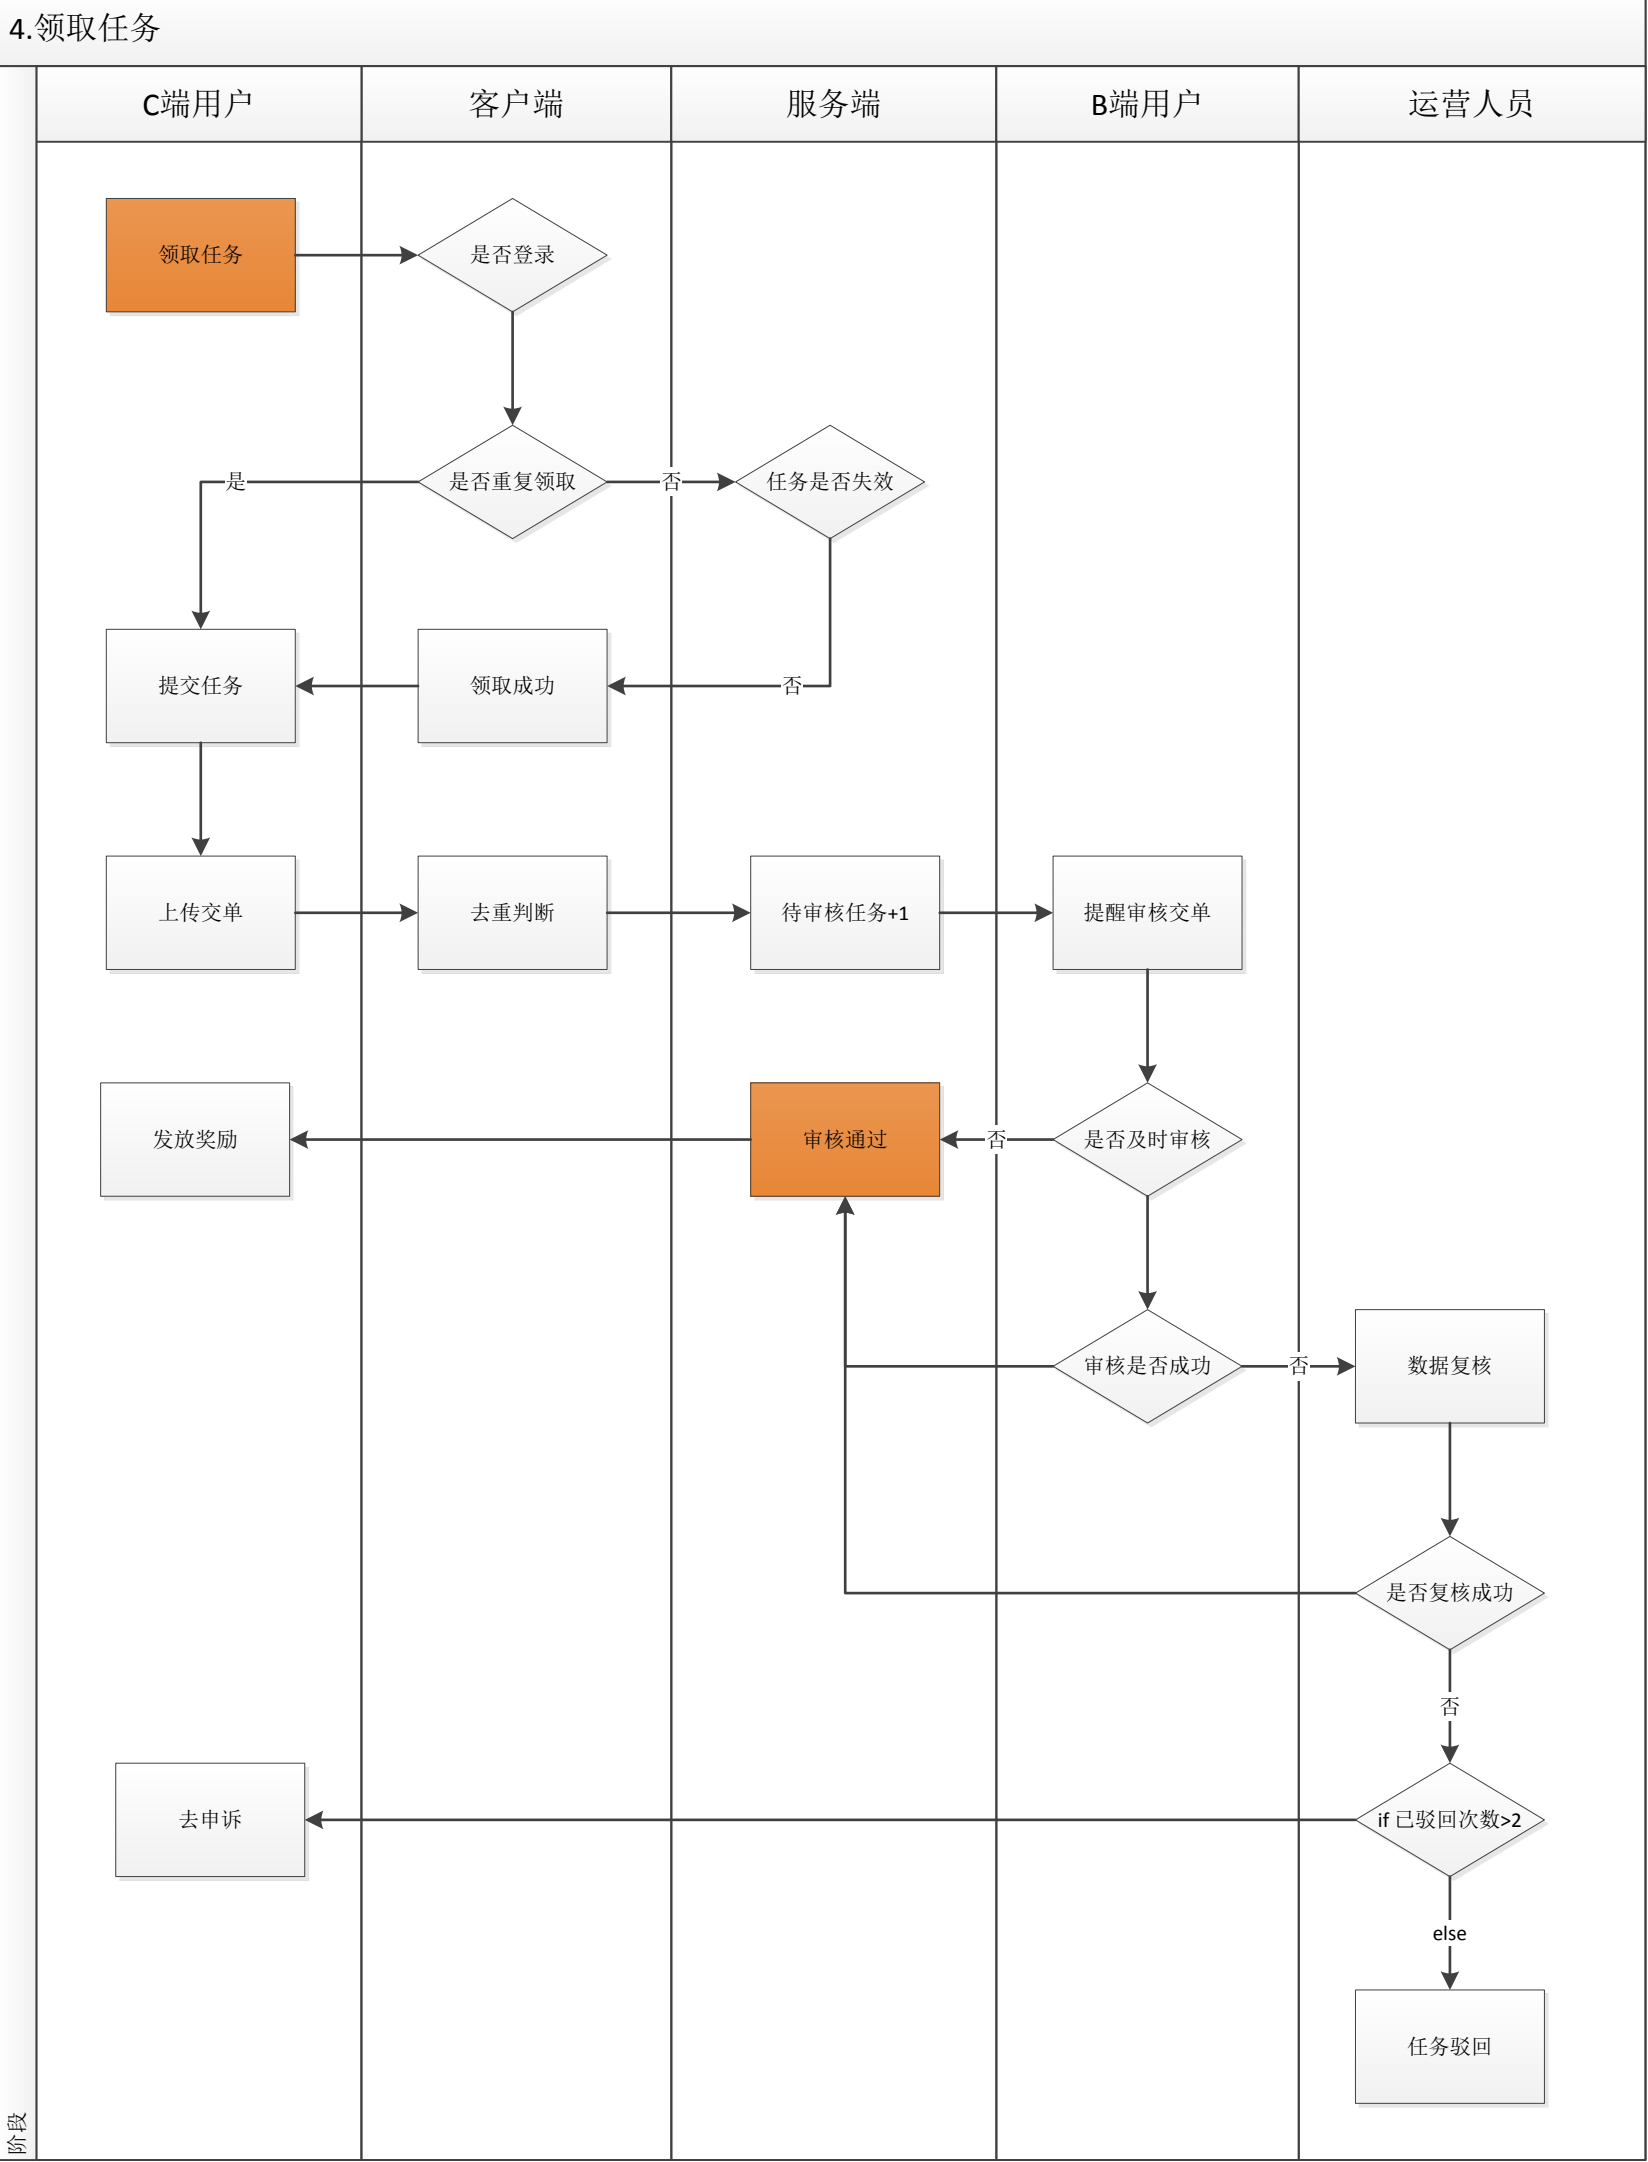 4.领取任务
C端用户
客户端
服务端
B端用户
运营人员
领取任务
是否登录
是
是否重复领取
否
任务是否失效
提交任务
领取成功
否
上传交单
去重判断
待审核任务+1
提醒审核交单
发放奖励
审核通过
否
是否及时审核
审核是否成功
否
数据复核
是否复核成功
否
去申诉
if 已驳回次数>2
else
任务驳回
阶段